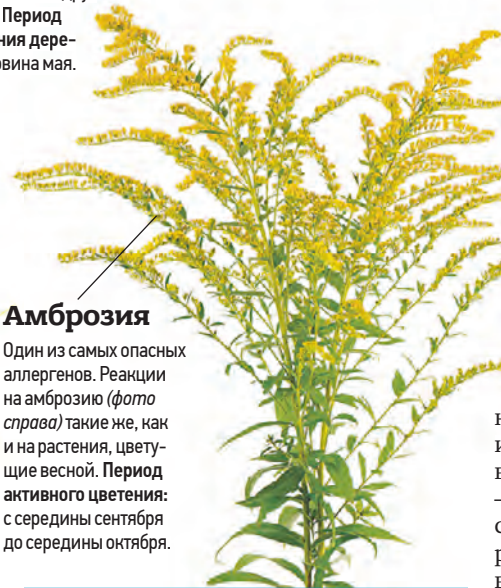 Период
ния дере-
овина мая.
Амброзия
Один из самых опасных
аллергенов. Реакции
на амброзию (фото
справа) такие же, как
и на растения, цвету-
щие весной. Период
активного цветения:
с середины сентября
до середины октября.